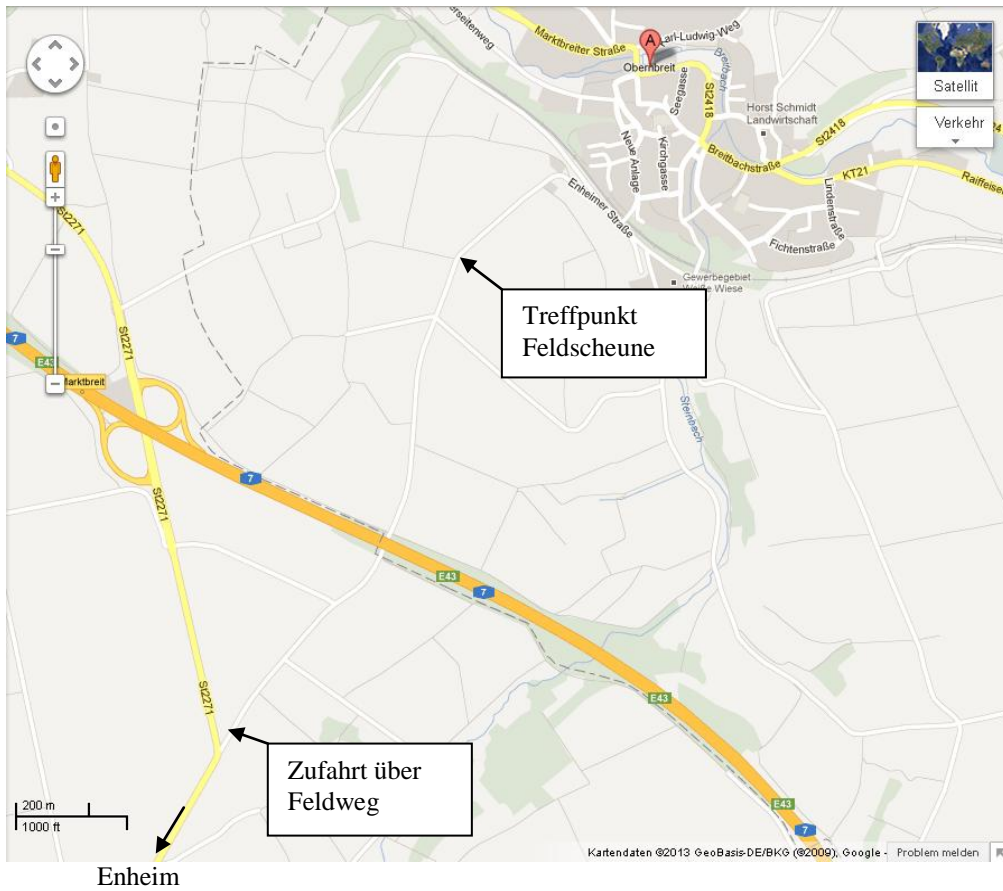 Marktbreiter Straße
Karl-Ludwig-Weg
A
Obernbreit
Breitbach
Satellit
Seegasse
St2418
Horst Schmidt
Landwirtschaft
St2418
Verkehr
Neue Anlage
Kirchgasse
Breitbachstraße
KT21
Lindenstraße
Enheimer Straße
Fichtenstraße
St2271
Gewerbegebiet
Weiße Wiese
Treffpunkt
Feldscheune
7
St2271
E43
Marktbreit
Steinbach
7
St2271
E43
7
St2271
E43
Zufahrt über
Feldweg
E43
200 m
1000 ft
7
Kartendaten ©2013 GeoBasis-DE/BKG (©2009), Google - Problem melden
Enheim